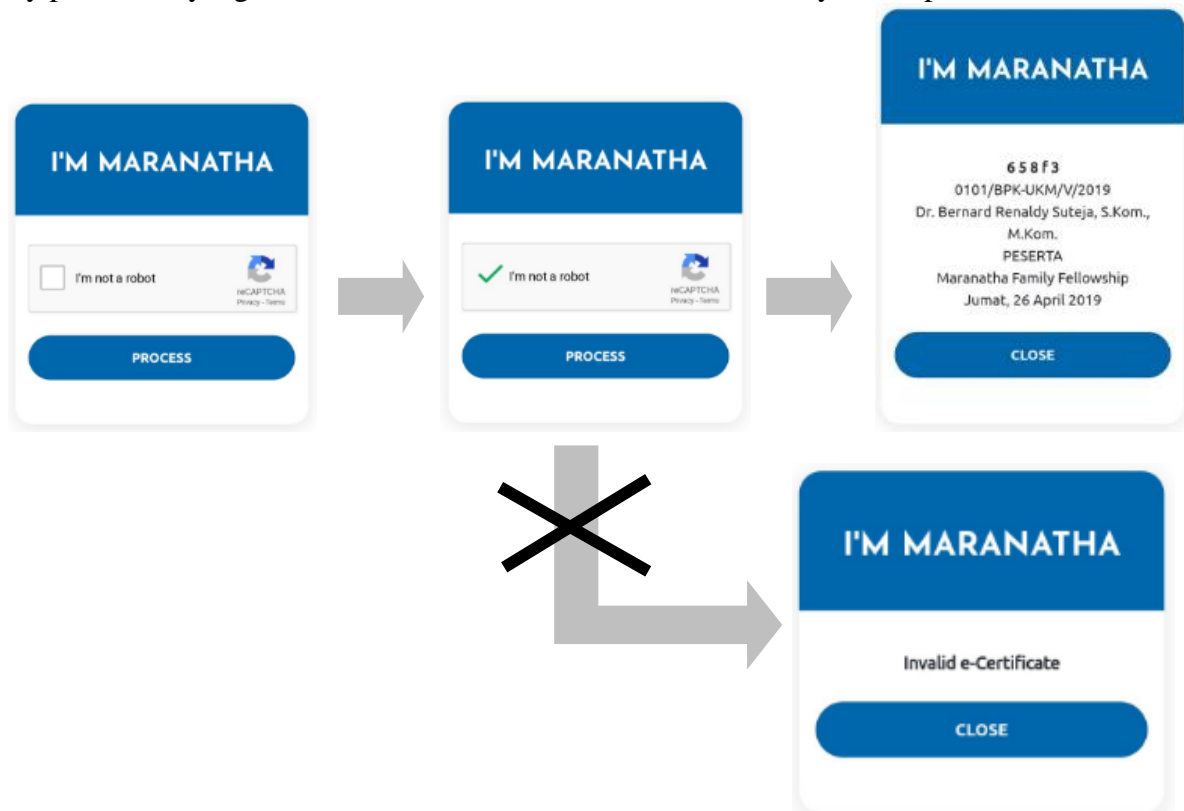 I'M MARANATHA
I'm not a robot
reCAPTCHA
Privacy - Terms
PROCESS
I'M MARANATHA
I'm not a robot
reCAPTCHA
Privacy - Terms
PROCESS
I'M MARANATHA
658f3
0101/BPK-UKM/V/2019
Dr. Bernard Renaldy Suteja, S.Kom.,
M.Kom.
PESERTA
Maranatha Family Fellowship
Jumat, 26 April 2019
CLOSE
I'M MARANATHA
Invalid e-Certificate
CLOSE